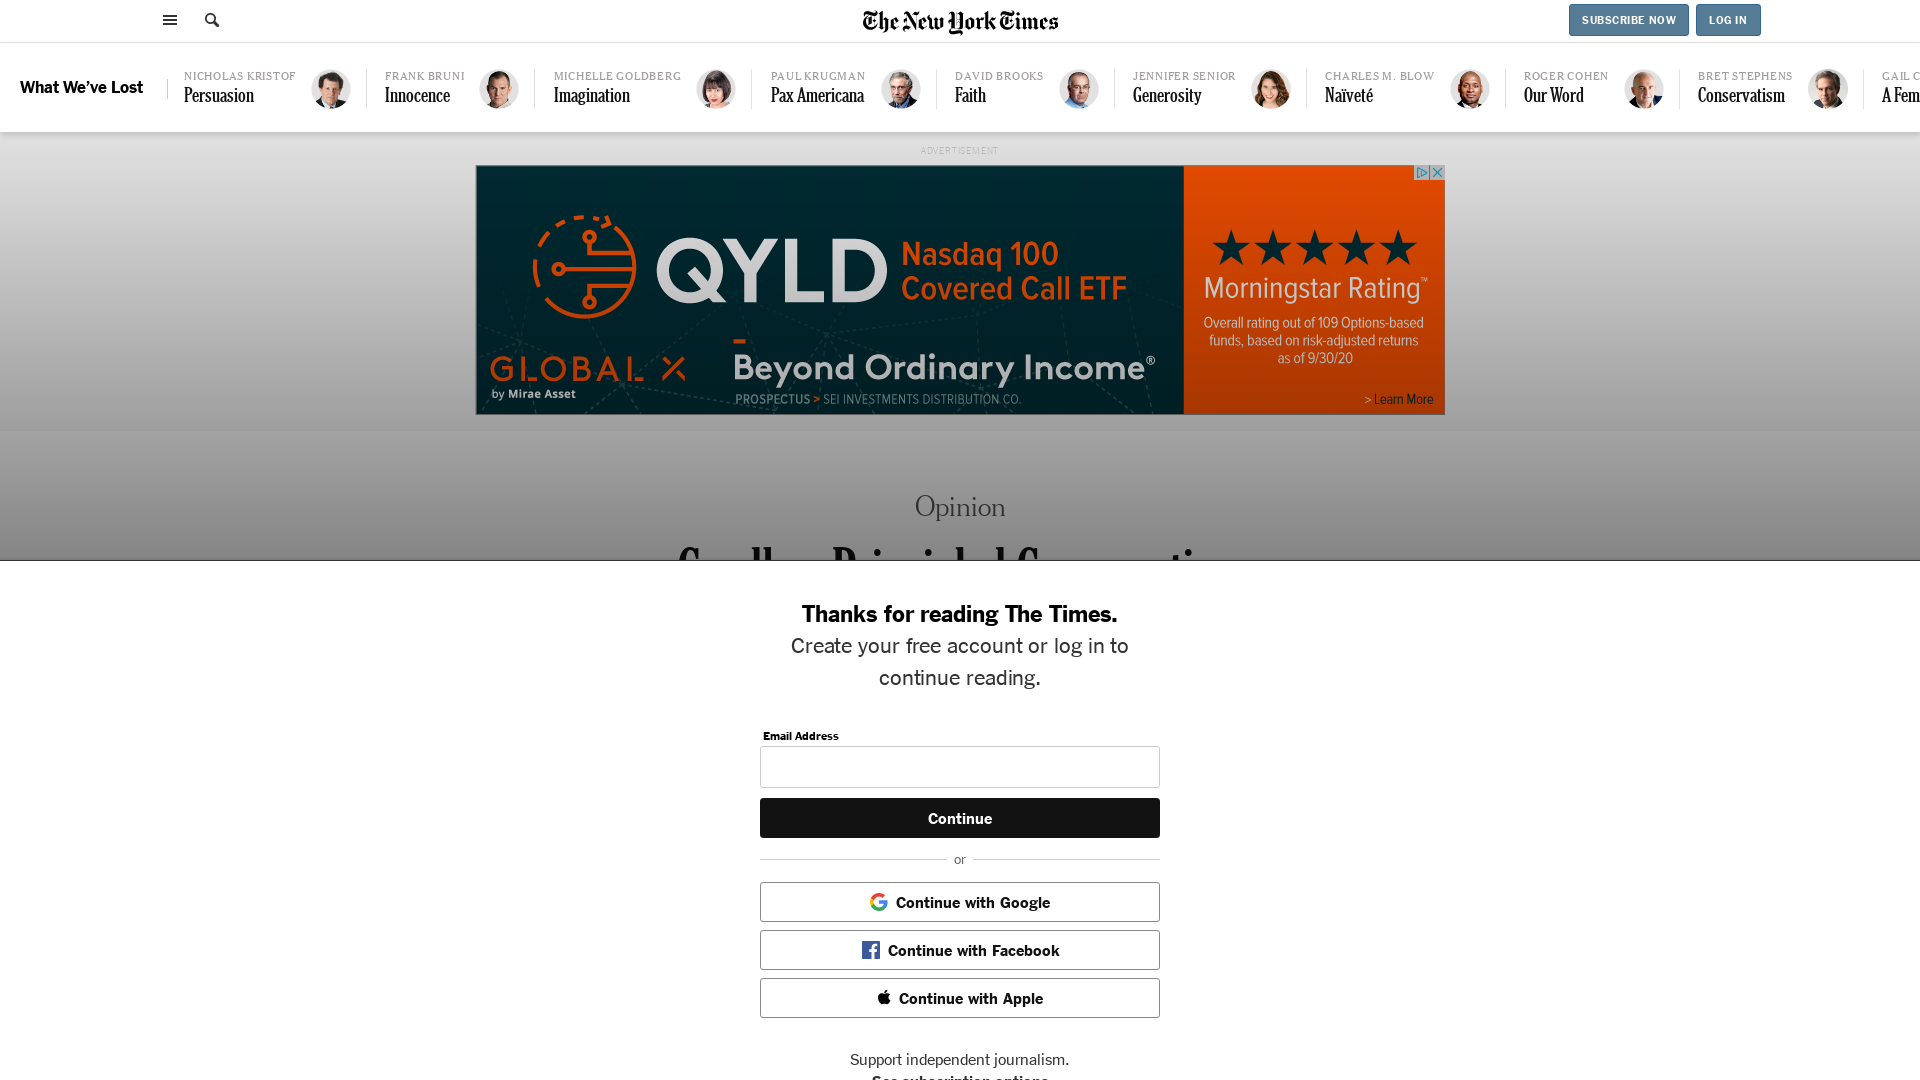 The New York Times
SUBSCRIBE NOW
LOG IN
What We've Lost
NICHOLAS KRISTOF
Persuasion
FRANK BRUNI
Innocence
MICHELLE GOLDBERG
Imagination
PAUL KRUGMAN
Pax Americana
DAVID BROOKS
Faith
JENNIFER SENIOR
Generosity
CHARLES M. BLOW
Naïveté
ROGER COHEN
Our Word
BRET STEPHENS
Conservatism
GAIL C
A Fem
ADVERTISEMENT
QYLD
Nasdaq 100
Covered Call ETF
GLOBAL X
by Mirae Asset
Beyond Ordinary Income®
PROSPECTUS > SEI INVESTMENTS DISTRIBUTION CO.
Morningstar Rating™
Overall rating out of 109 Options-based
funds, based on risk-adjusted returns
as of 9/30/20
> Learn More
Opinion
Thanks for reading The Times.
Create your free account or log in to
continue reading.
Email Address
Continue
or
Continue with Google
Continue with Facebook
Continue with Apple
Support independent journalism.
See subscription options